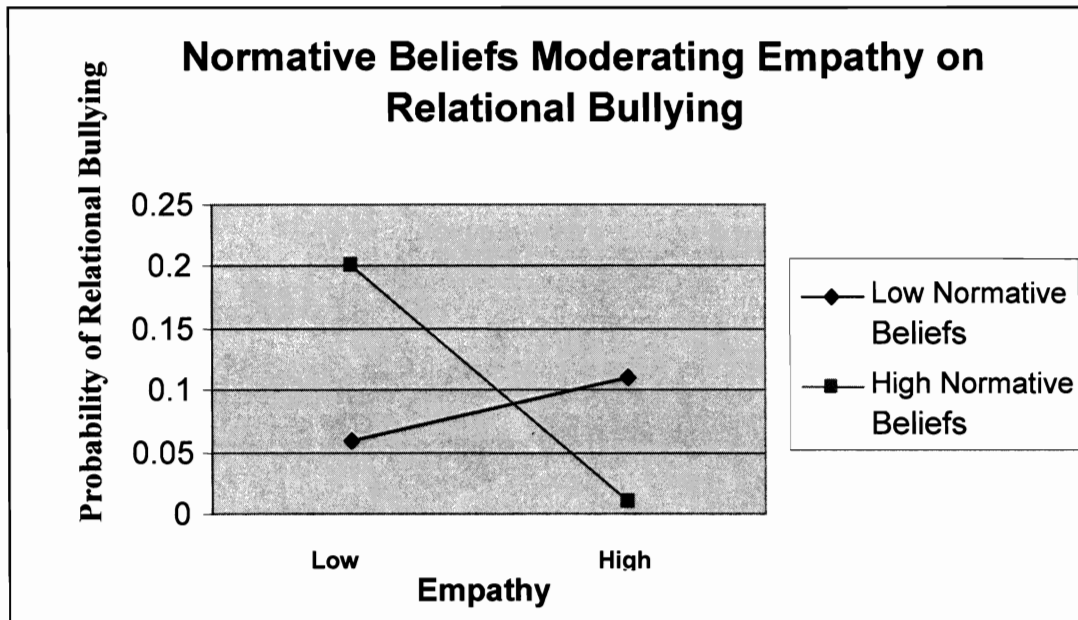 Normative Beliefs Moderating Empathy on
Relational Bullying
Probability of Relational Bullying
0.25
0.2
0.15
0.1
0.05
0
Low
High
Empathy
Low Normative
Beliefs
High Normative
Beliefs